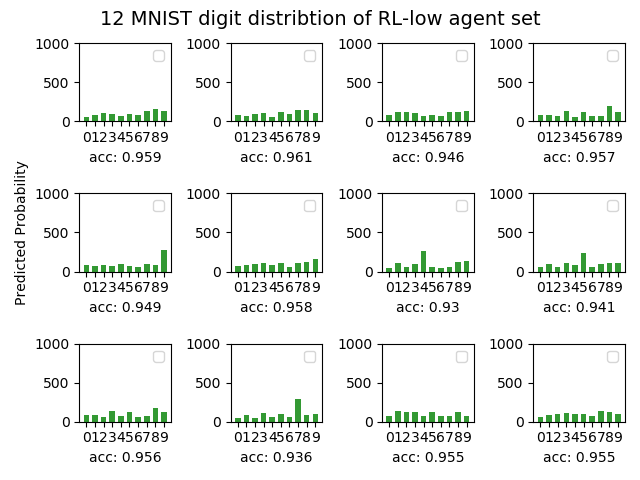 12 MNIST digit distribtion of RL-low agent set
Predicted Probability
1000 1000 1000 1000
500 500 500 500
0 0 0 0
0123456789 0123456789 0123456789 0123456789
acc: 0.959 acc: 0.961 acc: 0.946 acc: 0.957
1000 1000 1000 1000
500 500 500 500
0 0 0 0
0123456789 0123456789 0123456789 0123456789
acc: 0.949 acc: 0.958 acc: 0.93 acc: 0.941
1000 1000 1000 1000
500 500 500 500
0 0 0 0
0123456789 0123456789 0123456789 0123456789
acc: 0.956 acc: 0.936 acc: 0.955 acc: 0.955